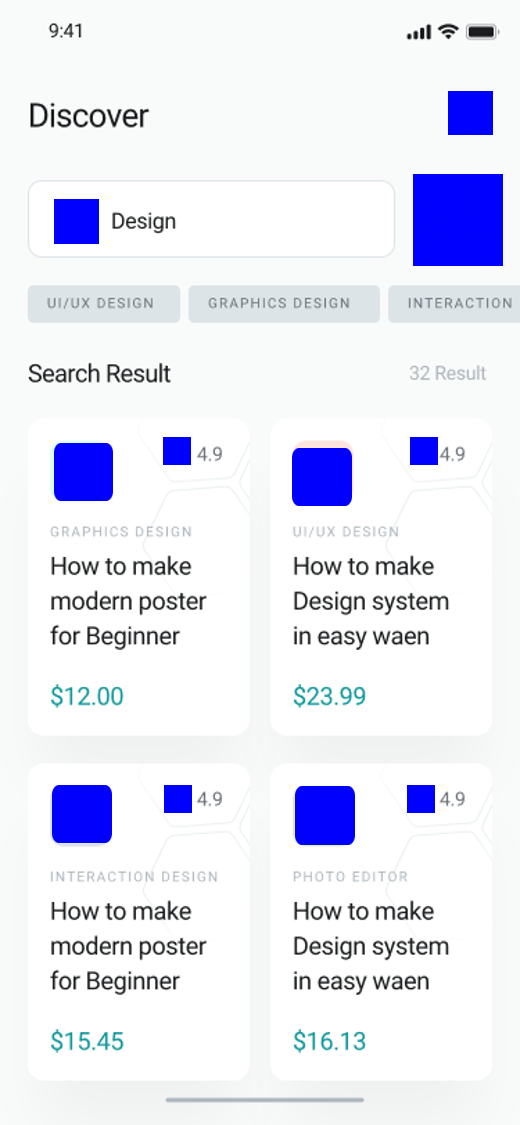 9:41
Discover
Design
UI/UX DESIGN
GRAPHICS DESIGN
INTERACTION
Search Result
32 Result
4.9
GRAPHICS DESIGN
How to make
modern poster
for Beginner
$12.00
4.9
UI/UX DESIGN
How to make
Design system
in easy waen
$23.99
4.9
INTERACTION DESIGN
How to make
modern poster
for Beginner
$15.45
4.9
PHOTO EDITOR
How to make
Design system
in easy waen
$16.13